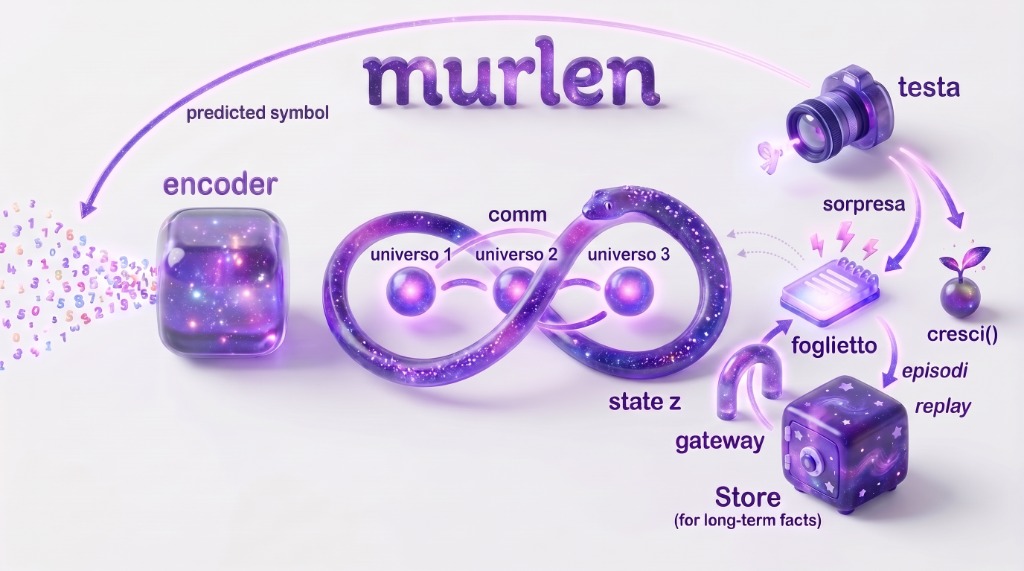 murlen
testa
predicted symbol
encoder
sorpresa
comm
universo 1
universo 2
universo 3
cresci()
foglietto
episodi
state z
replay
gateway
Store
(for long-term facts)